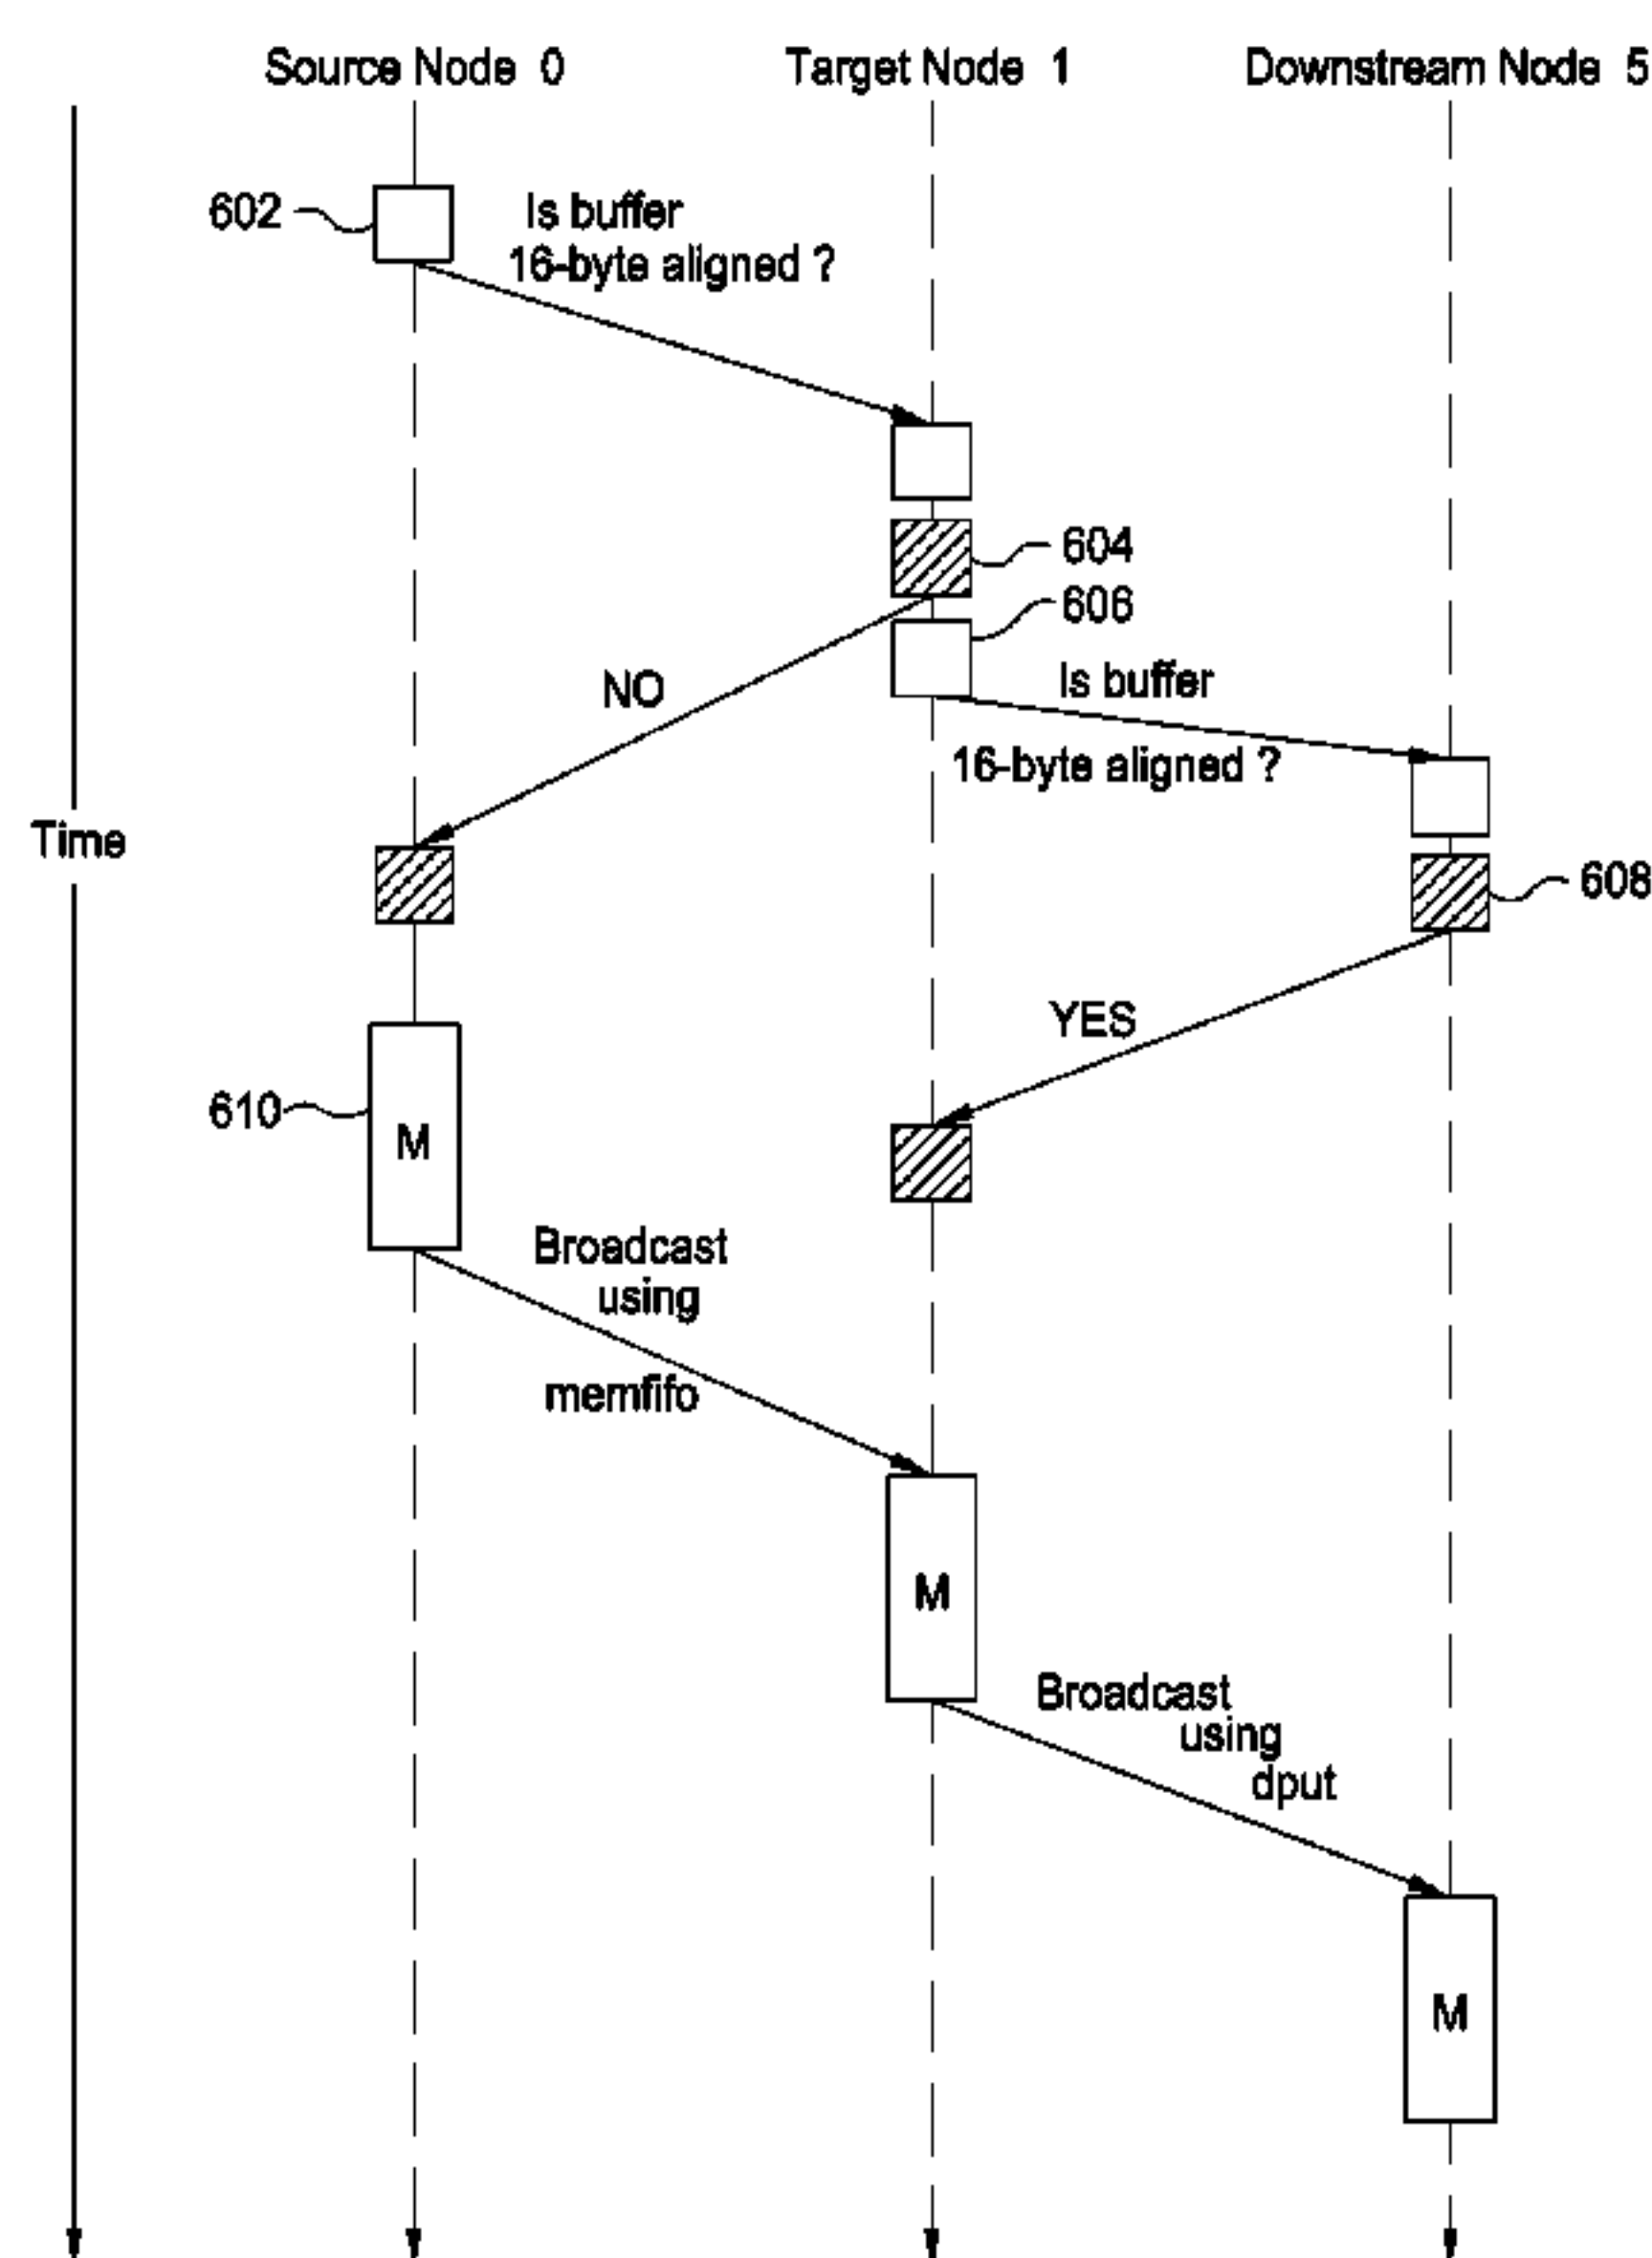 Source Node 0
Target Node 1
Downstream Node 5
602
Is buffer
16-byte aligned ?
604
606
NO
Is buffer
16-byte aligned ?
Time
608
YES
610
M
Broadcast
using
memfifo
M
Broadcast
using
dput
M